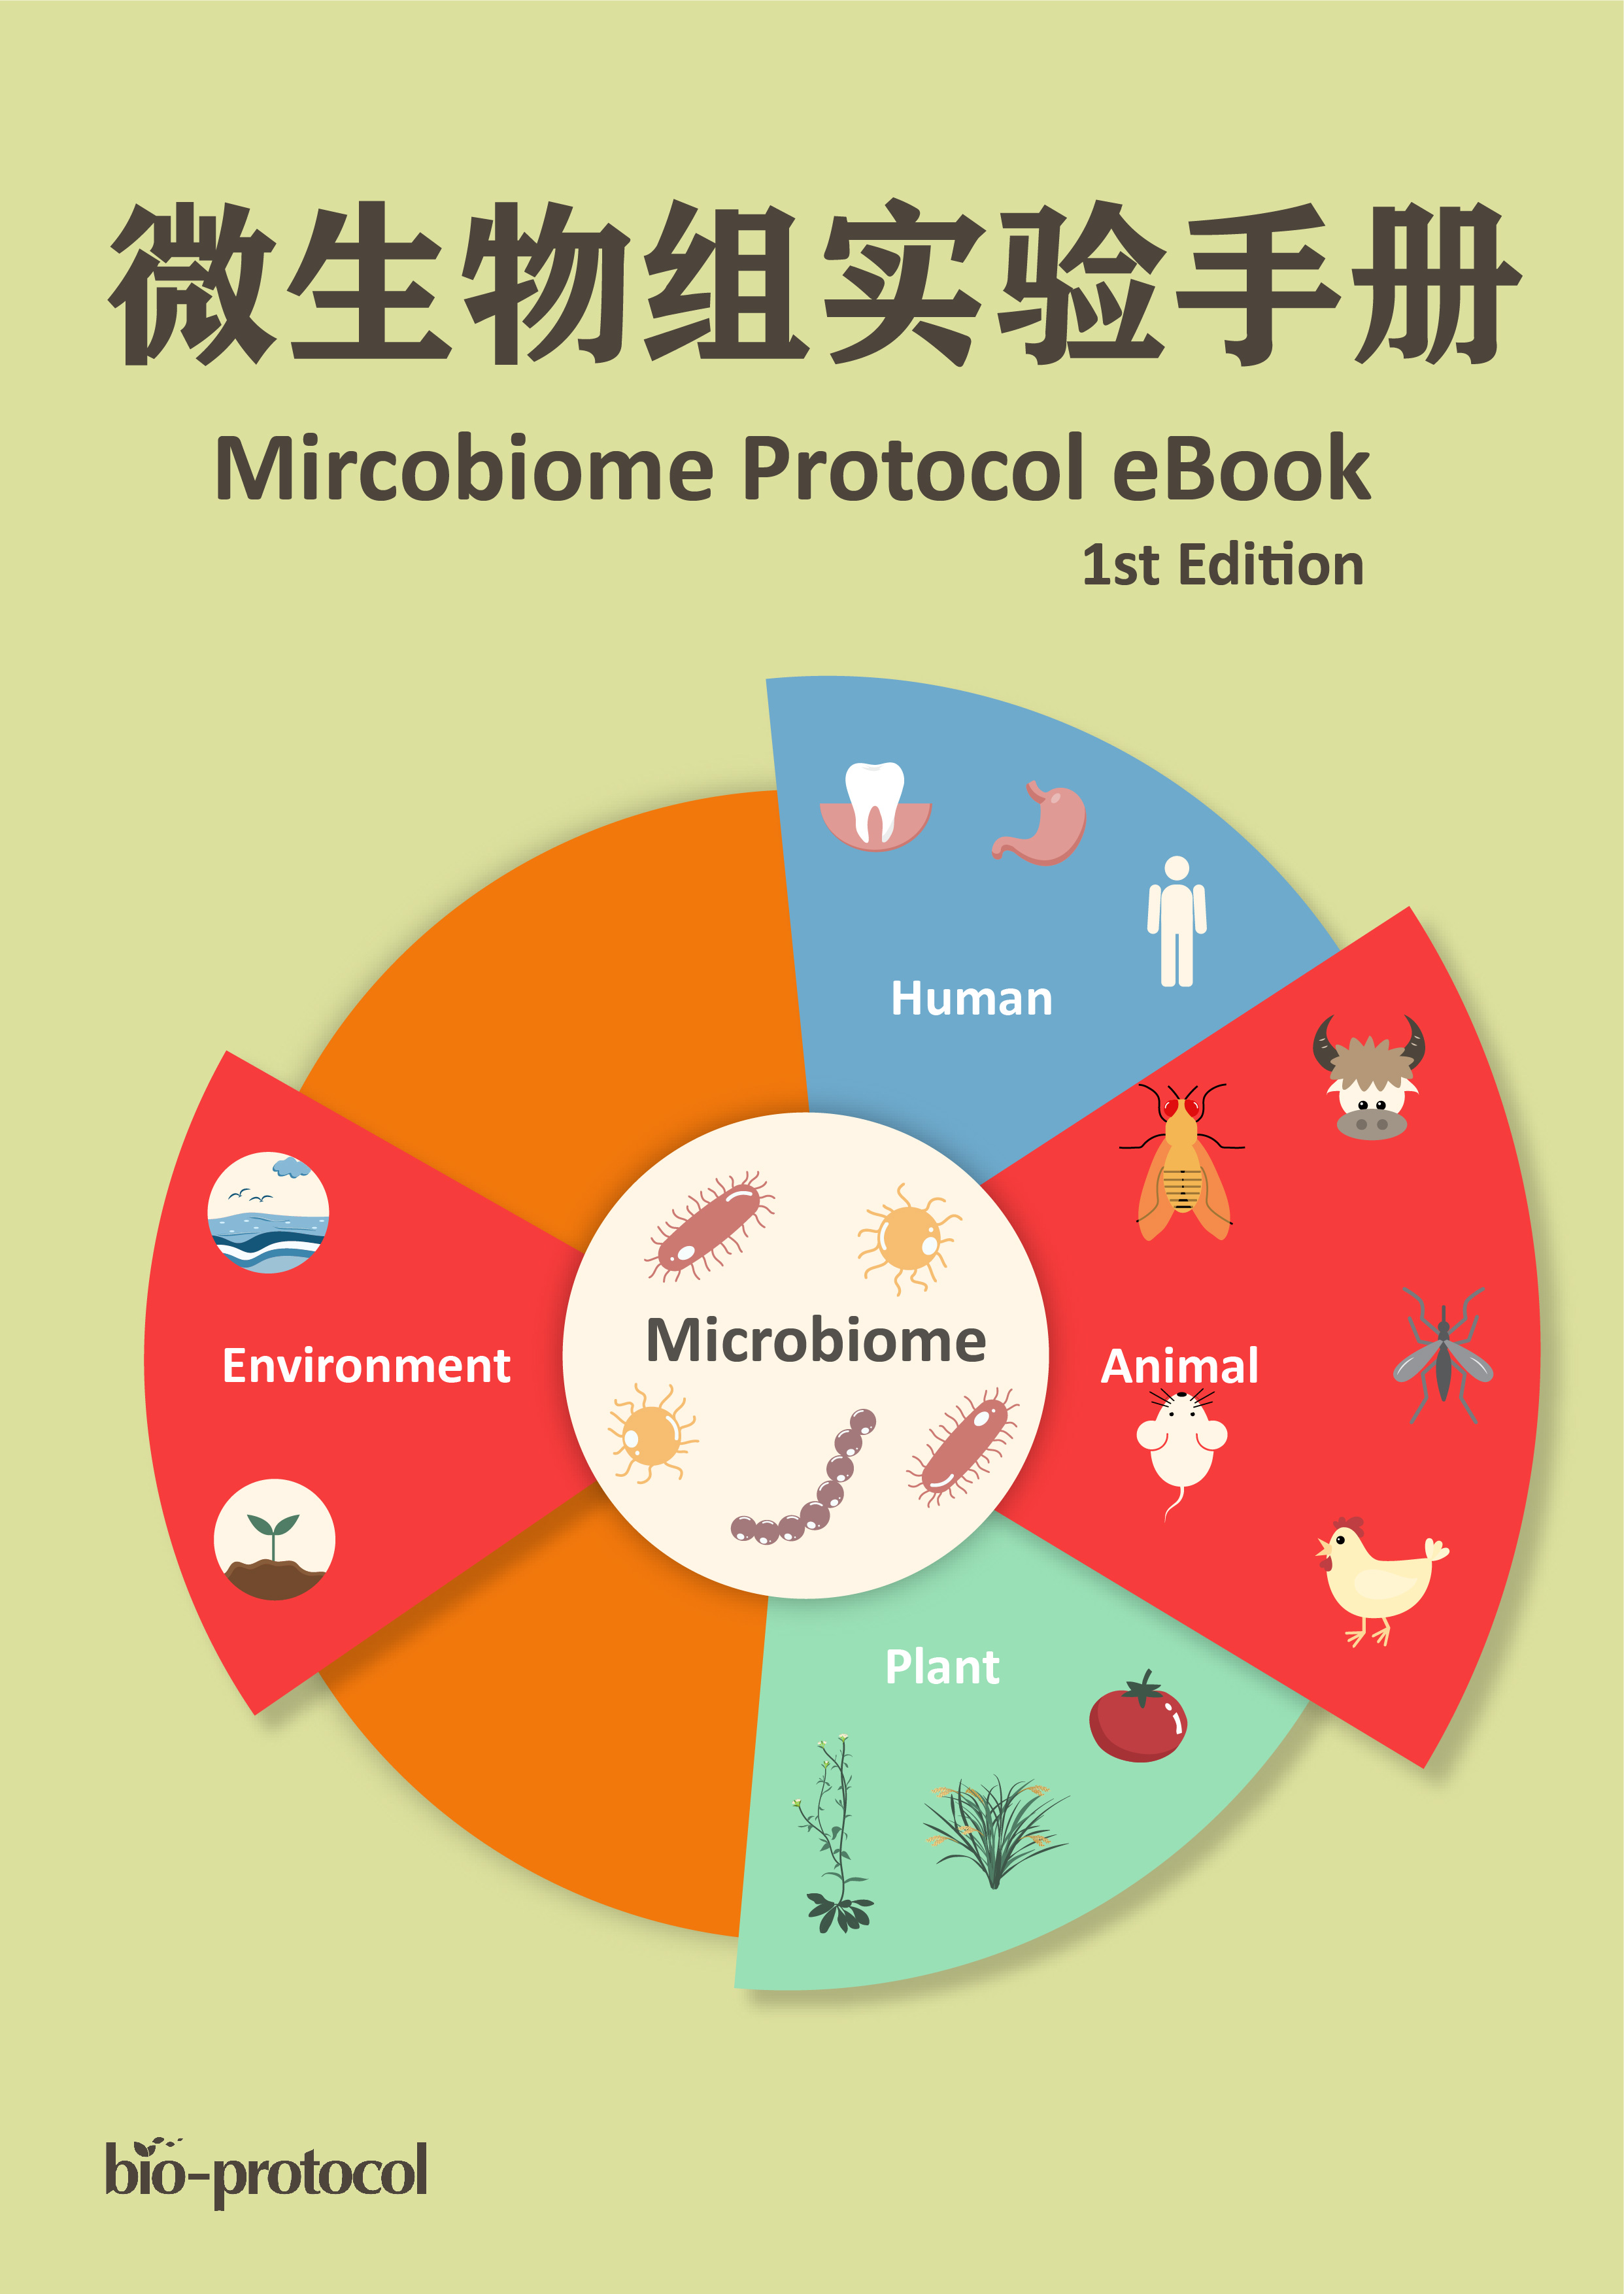 微生物组实验手册
Mircobiome Protocol eBook
1st Edition
Human
Environment
Microbiome
Animal
Plant
bio-protocol